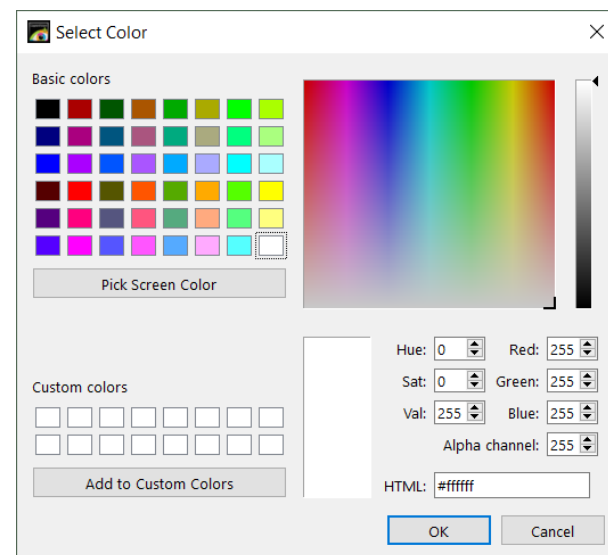 Select Color
Basic colors
Pick Screen Color
Hue: 0 Red: 255
Sat: 0 Green: 255
Val: 255 Blue: 255
Alpha channel: 255
Custom colors
Add to Custom Colors
HTML: #ffffff
OK Cancel